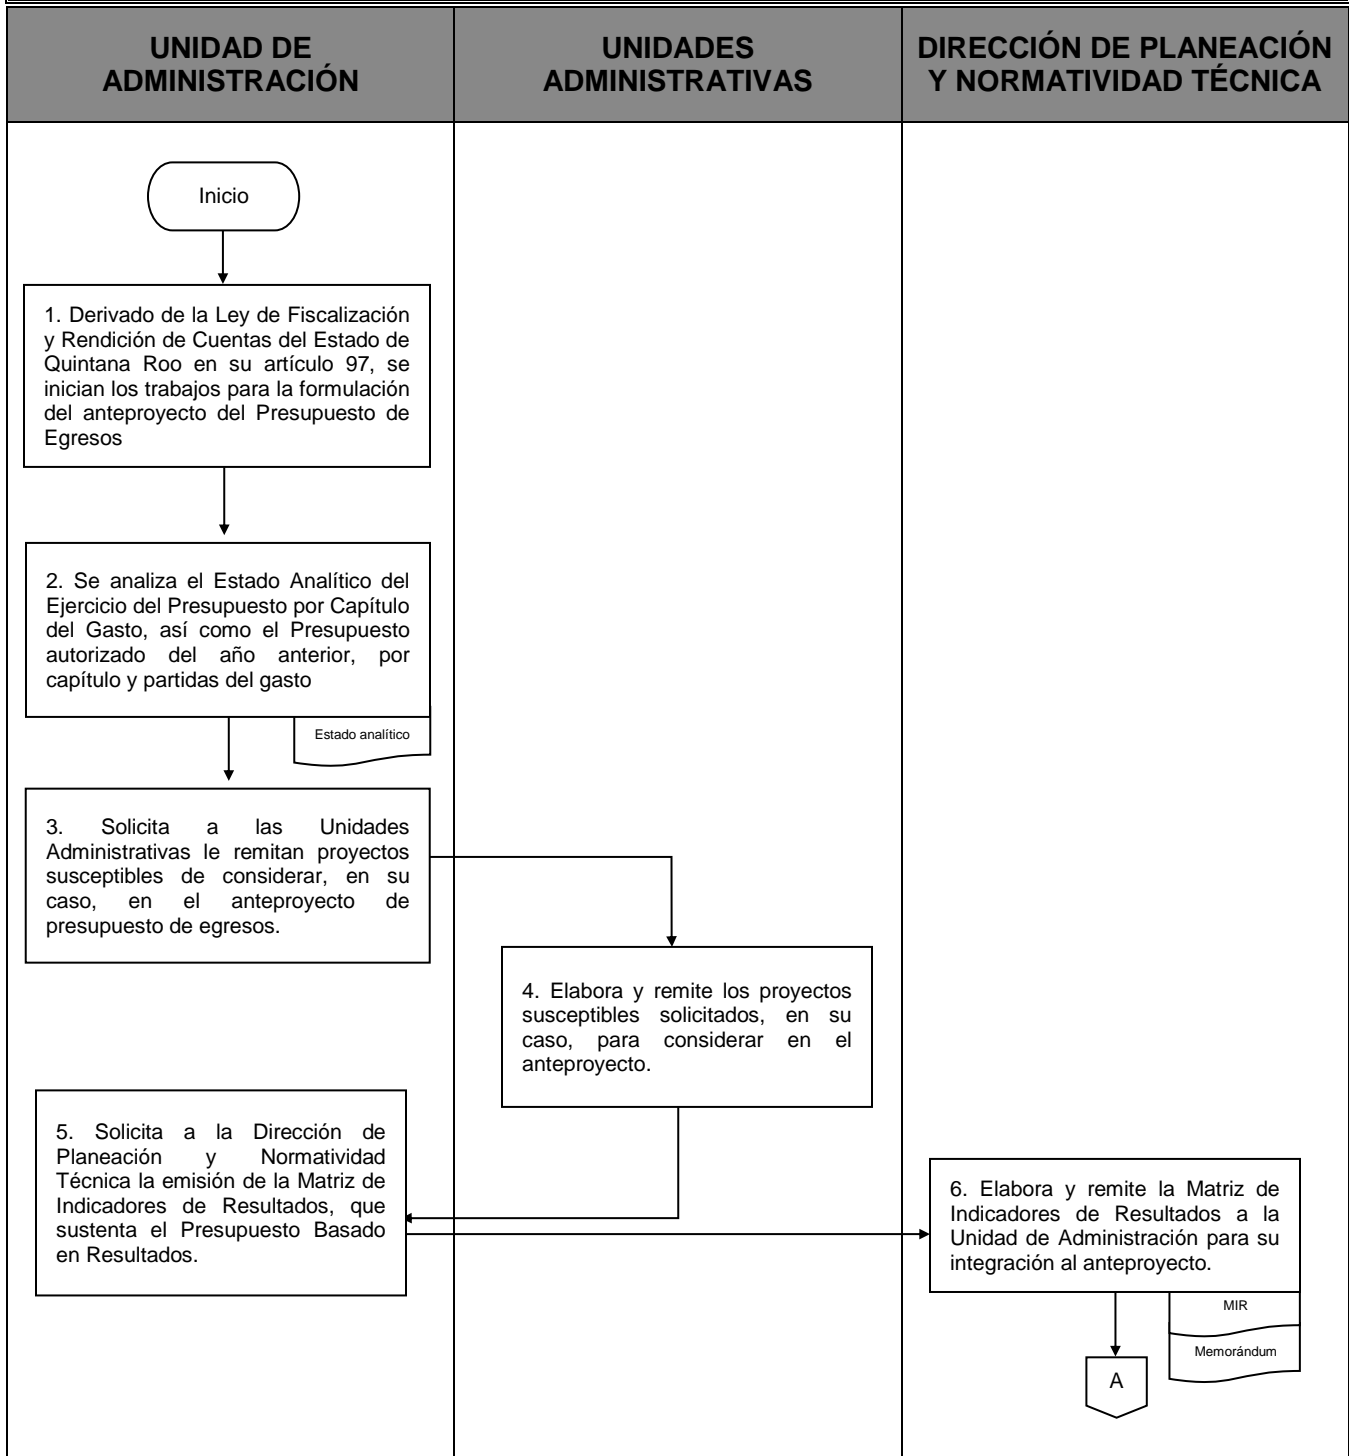 UNIDAD DE
ADMINISTRACIÓN
UNIDADES
ADMINISTRATIVAS
DIRECCIÓN DE PLANEACIÓN
Y NORMATIVIDAD TÉCNICA
Inicio
1. Derivado de la Ley de Fiscalización
y Rendición de Cuentas del Estado de
Quintana Roo en su artículo 97, se
inician los trabajos para la formulación
del anteproyecto del Presupuesto de
Egresos
2. Se analiza el Estado Analítico del
Ejercicio del Presupuesto por Capítulo
del Gasto, así como el Presupuesto
autorizado del año anterior, por
capítulo y partidas del gasto
Estado analítico
3. Solicita a las Unidades
Administrativas le remitan proyectos
susceptibles de considerar, en su
caso, en el anteproyecto de
presupuesto de egresos.
4. Elabora y remite los proyectos
susceptibles solicitados, en su
caso, para considerar en el
anteproyecto.
5. Solicita a la Dirección de
Planeación y Normatividad
Técnica la emisión de la Matriz de
Indicadores de Resultados, que
sustenta el Presupuesto Basado
en Resultados.
6. Elabora y remite la Matriz de
Indicadores de Resultados a la
Unidad de Administración para su
integración al anteproyecto.
MIR
Memorándum
A